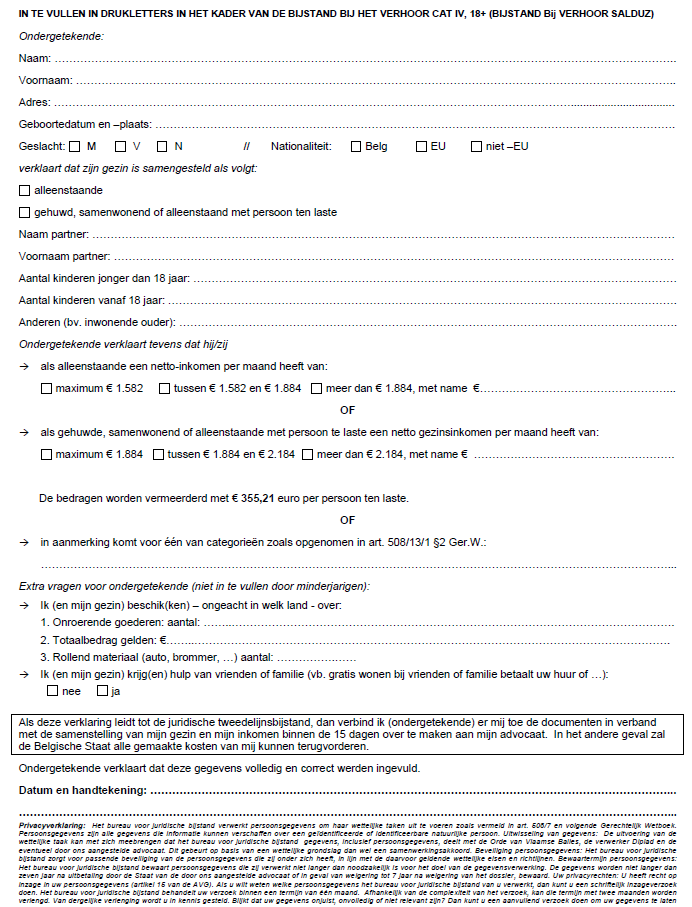 IN TE VULLEN IN DRUKLETTERS IN HET KADER VAN DE BIJSTAND BIJ HET VERHOOR CAT IV, 18+ (BIJSTAND Bij VERHOOR SALDUZ)
Ondergetekende:
Naam: ……………………………………………………………………………
Voornaam: ……………………………………………………………………………
Adres: ……………………………………………………………………………
Geboortedatum en –plaats: ……………………………………………………………………………
Geslacht: ☐ M ☐ V ☐ N // Nationaliteit: ☐ Belg ☐ EU ☐ niet –EU
verklaart dat zijn gezin is samengesteld als volgt:
☐ alleenstaande
☐ gehuwd, samenwonend of alleenstaand met persoon ten laste
Naam partner: ……………………………………………………………………………
Voornaam partner: ……………………………………………………………………………
Aantal kinderen jonger dan 18 jaar: ……………………………………………………………………………
Aantal kinderen vanaf 18 jaar: ……………………………………………………………………………
Anderen (bv. inwonende ouder): ……………………………………………………………………………
Ondergetekende verklaart tevens dat hij/zij
→ als alleenstaande een netto-inkomen per maand heeft van:
☐ maximum € 1.582 ☐ tussen € 1.582 en € 1.884 ☐ meer dan € 1.884, met name €……………………………………
OF
→ als gehuwde, samenwonend of alleenstaande met persoon te laste een netto gezinsinkomen per maand heeft van:
☐ maximum € 1.884 ☐ tussen € 1.884 en € 2.184 ☐ meer dan € 2.184, met name € ……………………………………
De bedragen worden vermeerderd met € 355,21 euro per persoon ten laste.
OF
→ in aanmerking komt voor één van categorieën zoals opgenomen in art. 508/13/1 §2 Ger.W.:
……………………………………………………………………………
Extra vragen voor ondergetekende (niet in te vullen door minderjarigen):
→ Ik (en mijn gezin) beschik(ken) – ongeacht in welk land - over:
1. Onroerende goederen: aantal: ……………………………………………………………………………
2. Totaalbedrag gelden: €……………………………………………………………………………
3. Rollend materiaal (auto, brommer, …) aantal: ……………………
→ Ik (en mijn gezin) krijg(en) hulp van vrienden of familie (vb. gratis wonen bij vrienden of familie betaalt uw huur of …):
☐ nee ☐ ja
Als deze verklaring leidt tot de juridische tweedelijnsbijstand, dan verbind ik (ondergetekende) er mij toe de documenten in verband
met de samenstelling van mijn gezin en mijn inkomen binnen de 15 dagen over te maken aan mijn advocaat. In het andere geval zal
de Belgische Staat alle gemaakte kosten van mij kunnen terugvorderen.
Ondergetekende verklaart dat deze gegevens volledig en correct werden ingevuld.
Datum en handtekening: ……………………………………………………………………………
……………………………………………………………………………
Privacyverklaring: Het bureau voor juridische bijstand verwerkt persoonsgegevens om haar wettelijke taken uit te voeren zoals vermeld in art. 508/7 en volgende Gerechtelijk Wetboek.
Persoonsgegevens zijn alle gegevens die informatie kunnen verschaffen over een geïdentificeerde of identificeerbare natuurlijke persoon. Uitwisseling van gegevens: De uitvoering van de
wettelijke taak kan met zich meebrengen dat het bureau voor juridische bijstand gegevens, inclusief persoonsgegevens, deelt met de Orde van Vlaamse Balies, de verwerker Diplad en de
eventueel door ons aangestelde advocaat. Dit gebeurt op basis van een wettelijke grondslag dan wel een samenwerkingsakkoord. Beveiliging persoonsgegevens: Het bureau voor juridische
bijstand zorgt voor passende beveiliging van de persoonsgegevens die zij onder zich heeft, in lijn met de daarvoor geldende wettelijke eisen en richtlijnen. Bewaartermijn persoonsgegevens:
Het bureau voor juridische bijstand bewaart persoonsgegevens die zij verwerkt niet langer dan noodzakelijk is voor het doel van de gegevensverwerking. De gegevens worden niet langer dan
zeven jaar na uitbetaling door de Staat van de door ons aangestelde advocaat of in geval van weigering tot 7 jaar na weigering van het dossier, bewaard. Uw privacyrechten: U heeft recht op
inzage in uw persoonsgegevens (artikel 15 van de AVG). Als u wilt weten welke persoonsgegevens het bureau voor juridische bijstand van u verwerkt, dan kunt u een schriftelijk inzageverzoek
doen. Het bureau voor juridische bijstand behandelt uw verzoek binnen een termijn van één maand. Afhankelijk van de complexiteit van het verzoek, kan die termijn met twee maanden worden
verlengd. Van dergelijke verlenging wordt u in kennis gesteld. Blijkt dat uw gegevens onjuist, onvolledig of niet relevant zijn? Dan kunt u een aanvullend verzoek doen om uw gegevens te laten